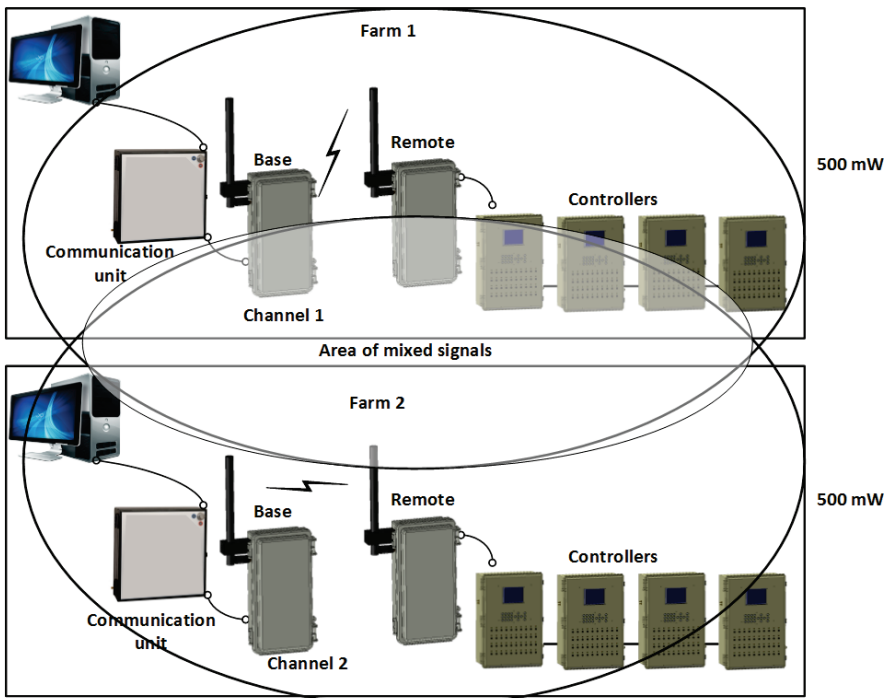 Farm 1
Base
Remote
500 mW
Controllers
Communication
unit
Channel 1
Area of mixed signals
Farm 2
Base
Remote
500 mW
Controllers
Communication
unit
Channel 2